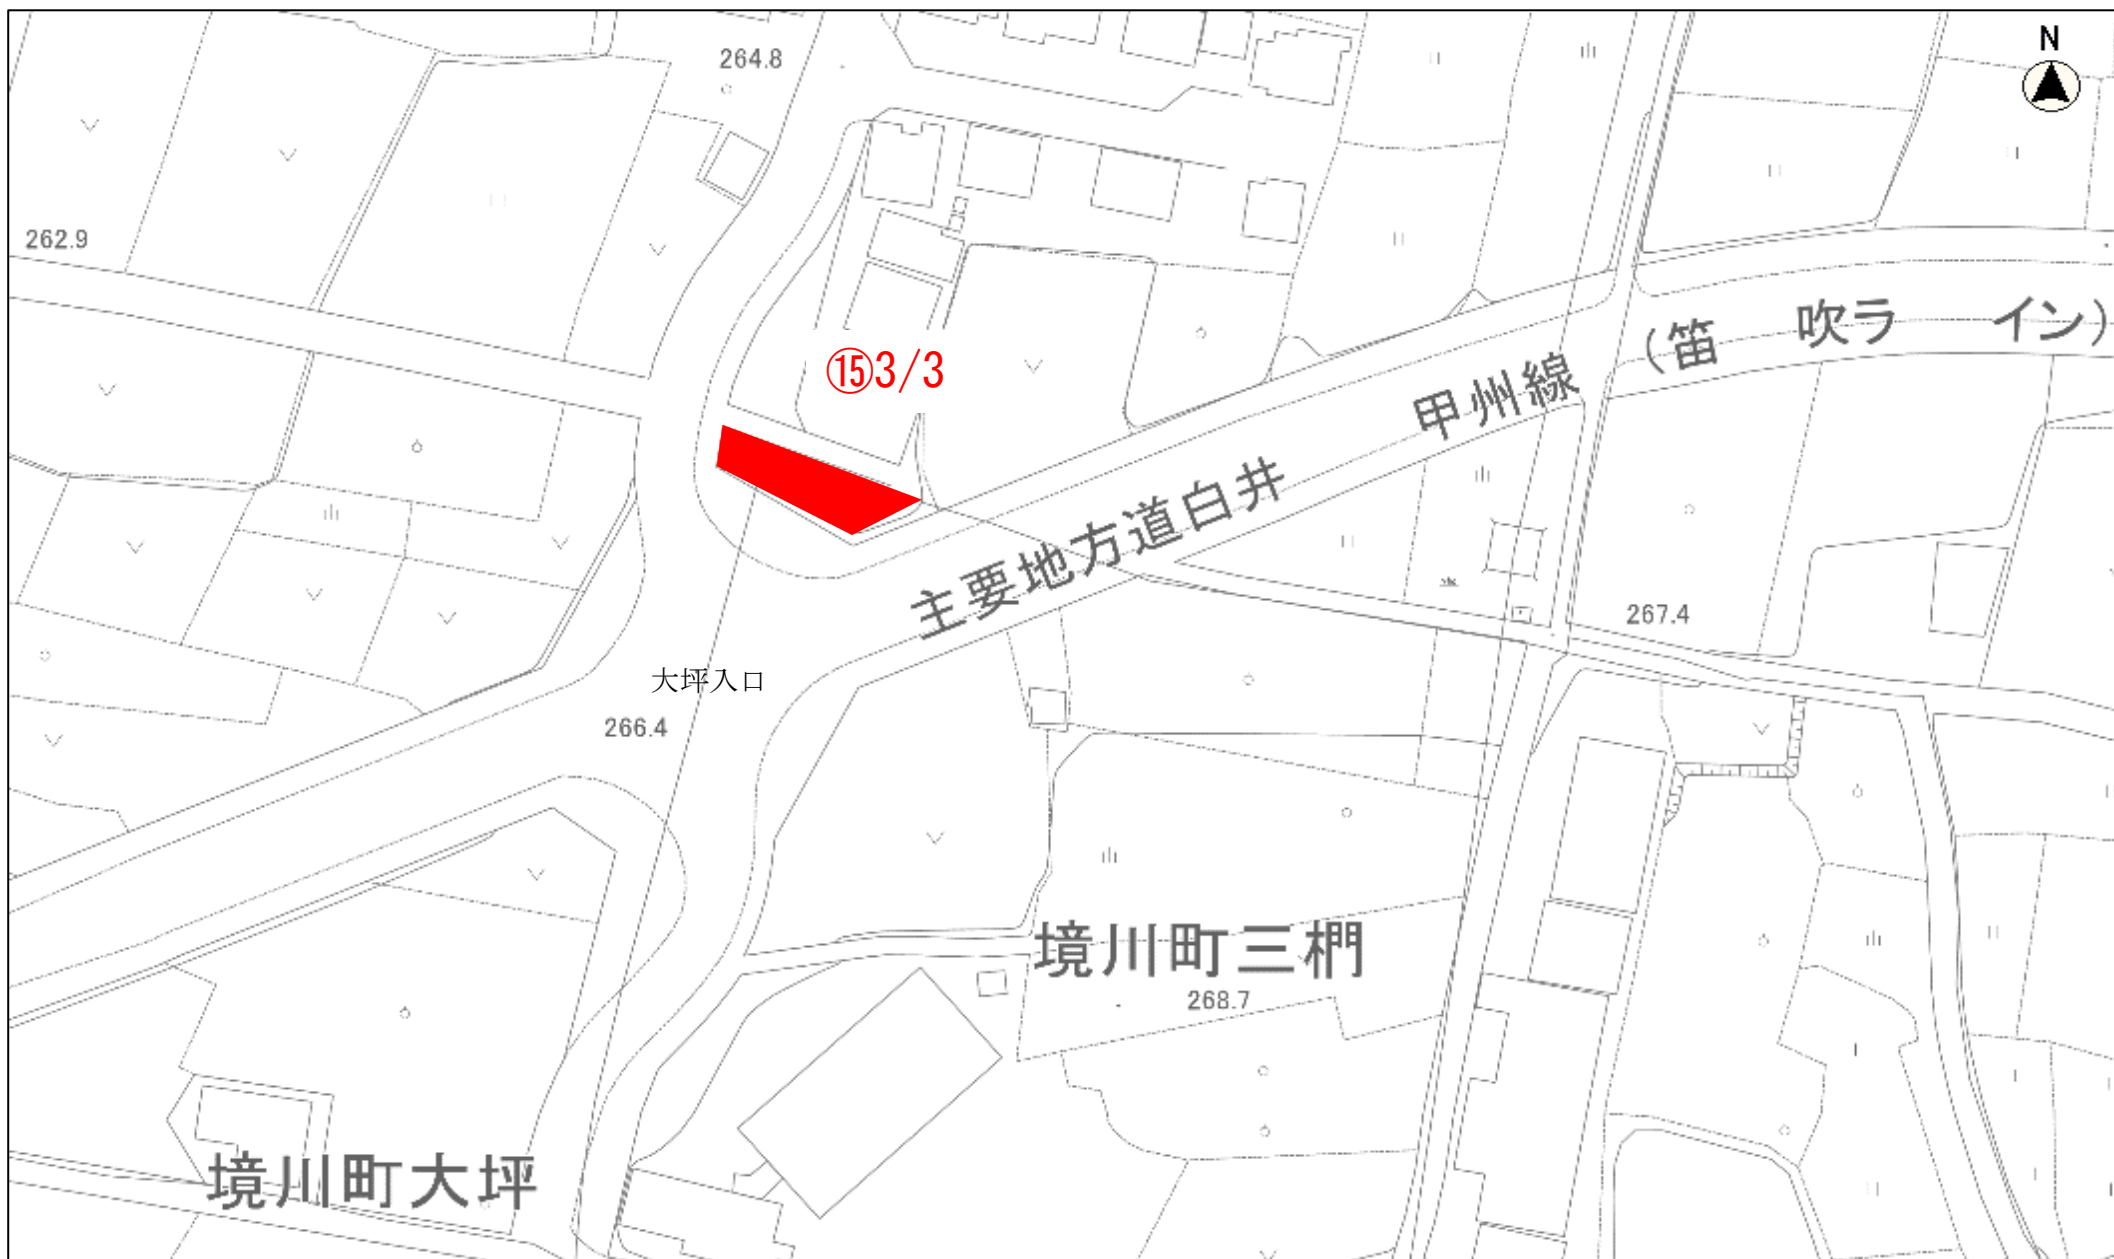 N
264.8
262.9
(笛 吹ライン)
⑮3/3
甲州線
主要地方道白井
267.4
大坪入口
266.4
境川町三椚
268.7
境川町大坪